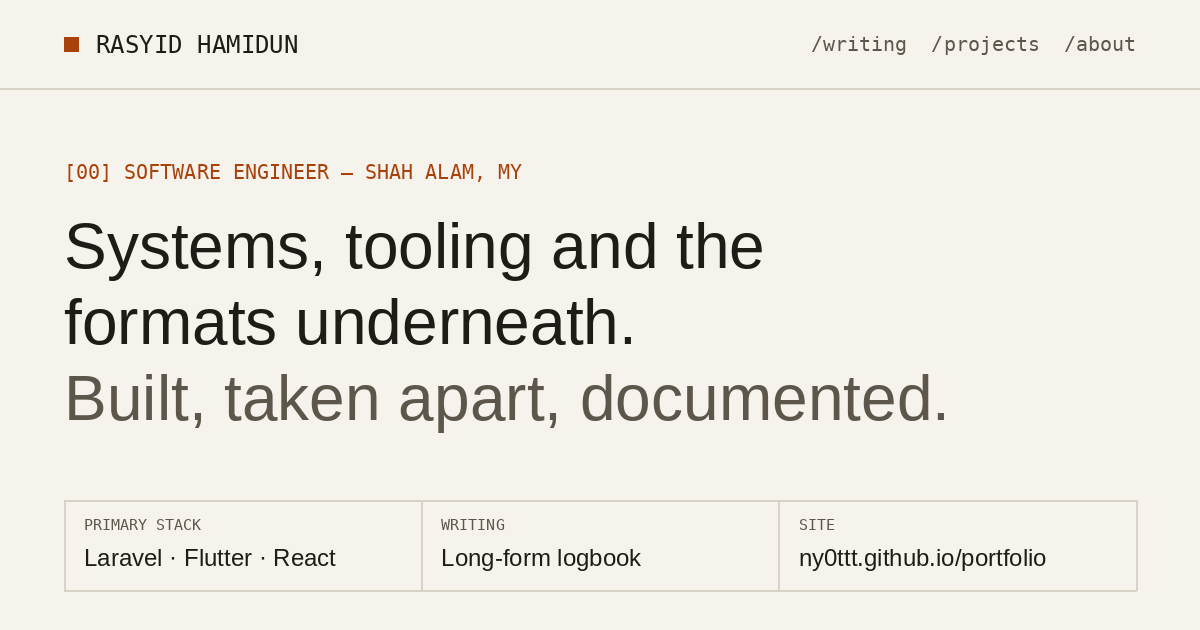 RASYID HAMIDUN
/writing /projects /about
[00] SOFTWARE ENGINEER — SHAH ALAM, MY
Systems, tooling and the
formats underneath.
Built, taken apart, documented.
PRIMARY STACK
Laravel · Flutter · React
WRITING
Long-form logbook
SITE
ny0ttt.github.io/portfolio